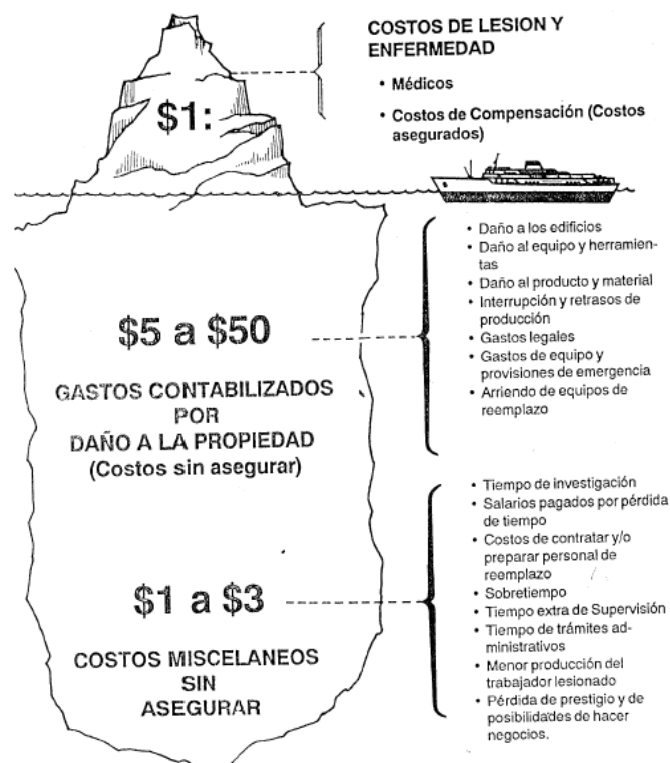 COSTOS DE LESION Y
ENFERMEDAD
• Médicos
• Costos de Compensación (Costos
asegurados)
$1:
• Daño a los edificios
• Daño al equipo y herramien-
tas
• Daño al producto y material
• Interrupción y retrasos de
producción
• Gastos legales
• Gastos de equipo y
provisiones de emergencia
• Arriendo de equipos de
reemplazo
$5 a $50
GASTOS CONTABILIZADOS
POR
DAÑO A LA PROPIEDAD
(Costos sin asegurar)
• Tiempo de investigación
• Salarios pagados por pérdida
de tiempo
• Costos de contratar y/o
preparar personal de
reemplazo
• Sobretiempo
• Tiempo extra de Supervisión
• Tiempo de trámites ad-
ministrativos
• Menor producción del
trabajador lesionado
• Pérdida de prestigio y de
posibilidades de hacer
negocios.
$1 a $3
COSTOS MISCELANEOS
SIN
ASEGURAR